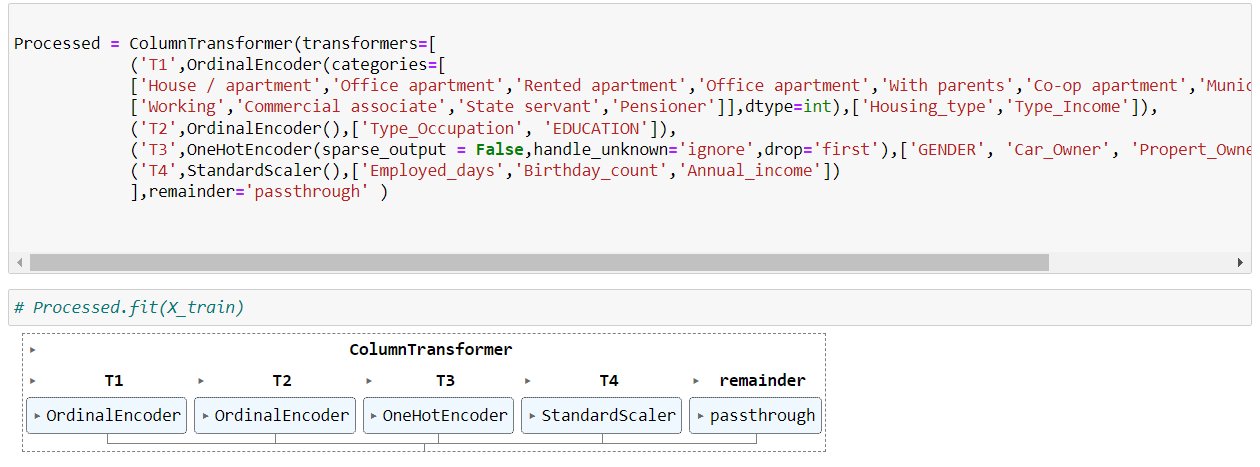 Processed = ColumnTransformer(transformers=[
('T1',OrdinalEncoder(categories=[
['House / apartment','Office apartment','Rented apartment','Office apartment','With parents','Co-op apartment','Munic
['Working','Commercial associate','State servant','Pensioner']],dtype=int),['Housing_type','Type_Income']),
('T2',OrdinalEncoder(),['Type_Occupation', 'EDUCATION']),
('T3',OneHotEncoder(sparse_output = False,handle_unknown='ignore',drop='first'),['GENDER', 'Car_Owner', 'Propert_Owne
('T4',StandardScaler(),['Employed_days','Birthday_count','Annual_income'])
],remainder='passthrough' )
# Processed.fit(X_train)
ColumnTransformer
T1 T2 T3 T4 remainder
OrdinalEncoder OrdinalEncoder OneHotEncoder StandardScaler passthrough